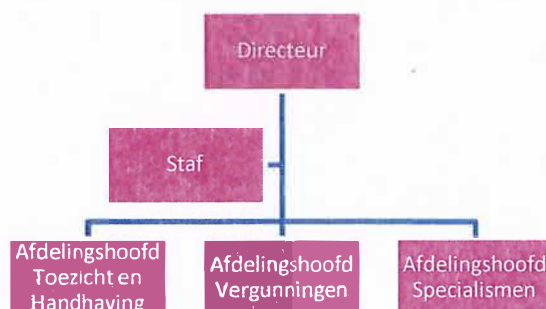 Directeur
Staf
Afdelingshoofd
Toezicht en
Handhaving
Afdelingshoofd
Vergunningen
Afdelingshoofd
Specialismen